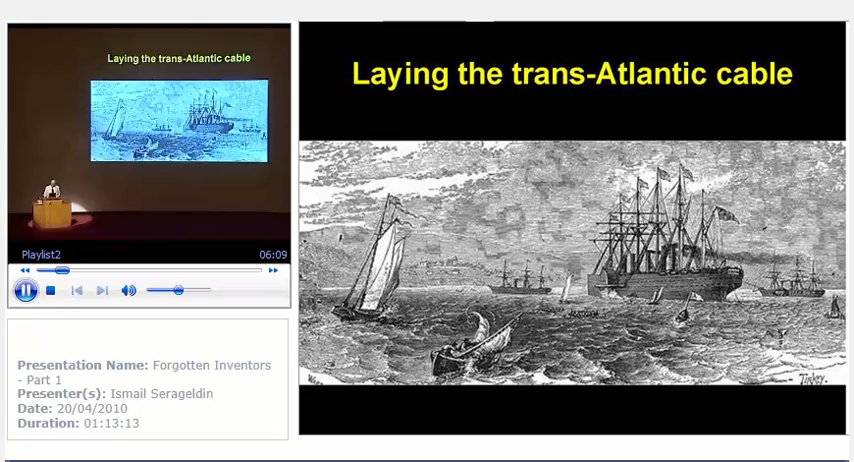 Laying the trans-Atlantic cable
Playlist2 06:09
Presentation Name: Forgotten Inventors
- Part 1
Presenter(s): Ismail Serageldin
Date: 20/04/2010
Duration: 01:13:13
Laying the trans-Atlantic cable